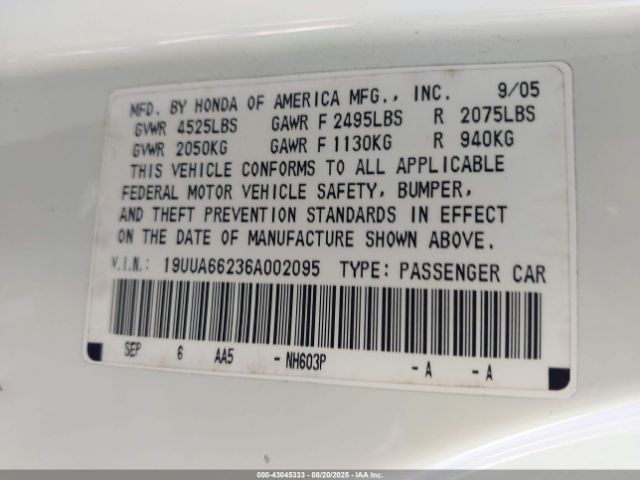 MFD. BY HONDA OF AMERICA MFG., INC. 9/05
GVWR 4525LBS GAWR F 2495LBS R 2075LBS
GVWR 2050KG GAWR F 1130KG R 940KG
THIS VEHICLE CONFORMS TO ALL APPLICABLE
FEDERAL MOTOR VEHICLE SAFETY, BUMPER,
AND THEFT PREVENTION STANDARDS IN EFFECT
ON THE DATE OF MANUFACTURE SHOWN ABOVE.
V.I.N.: 19UUA66236A002095 TYPE: PASSENGER CAR
SEP 6 AA5 -NH603P -A -A
000-43045333 - 08/20/2025 - IAA Inc.